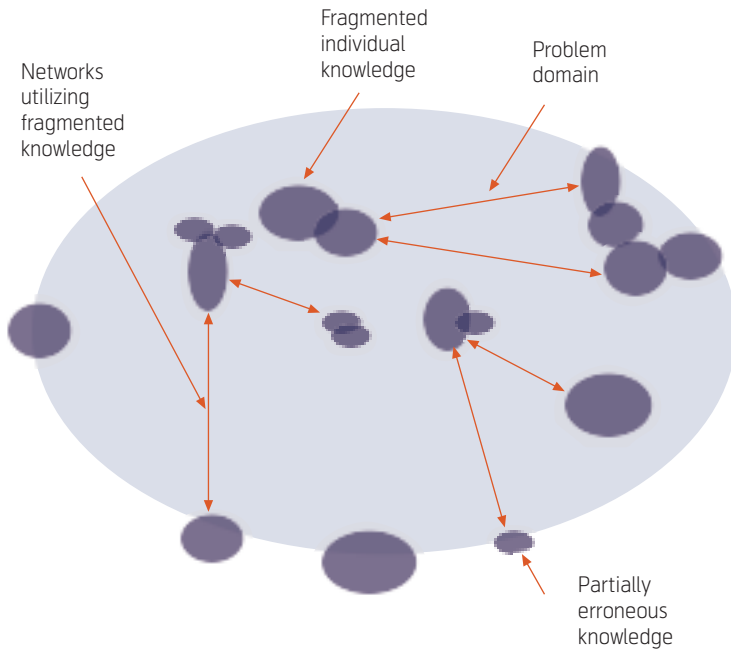 Fragmented
individual
knowledge
Problem
domain
Networks
utilizing
fragmented
knowledge
Partially
erroneous
knowledge